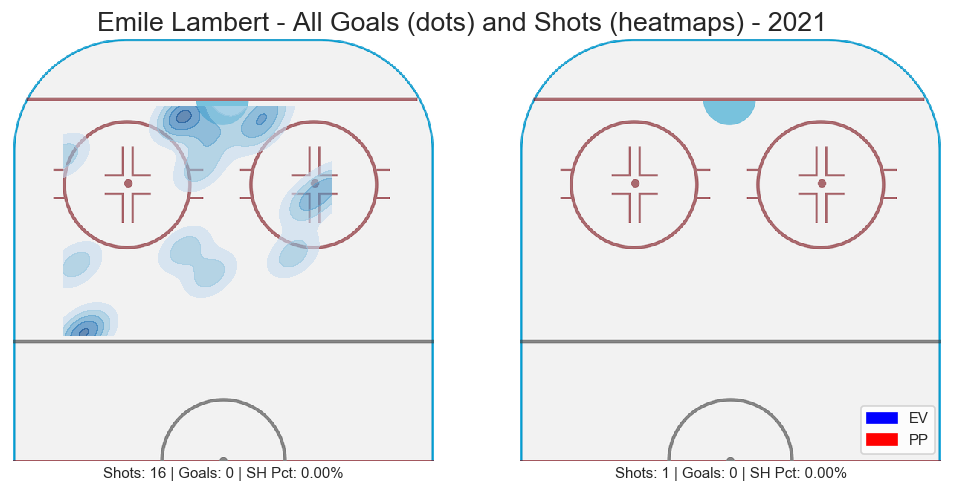 Emile Lambert - All Goals (dots) and Shots (heatmaps) - 2021
EV
PP
Shots: 16 | Goals: 0 | SH Pct: 0.00%
Shots: 1 | Goals: 0 | SH Pct: 0.00%